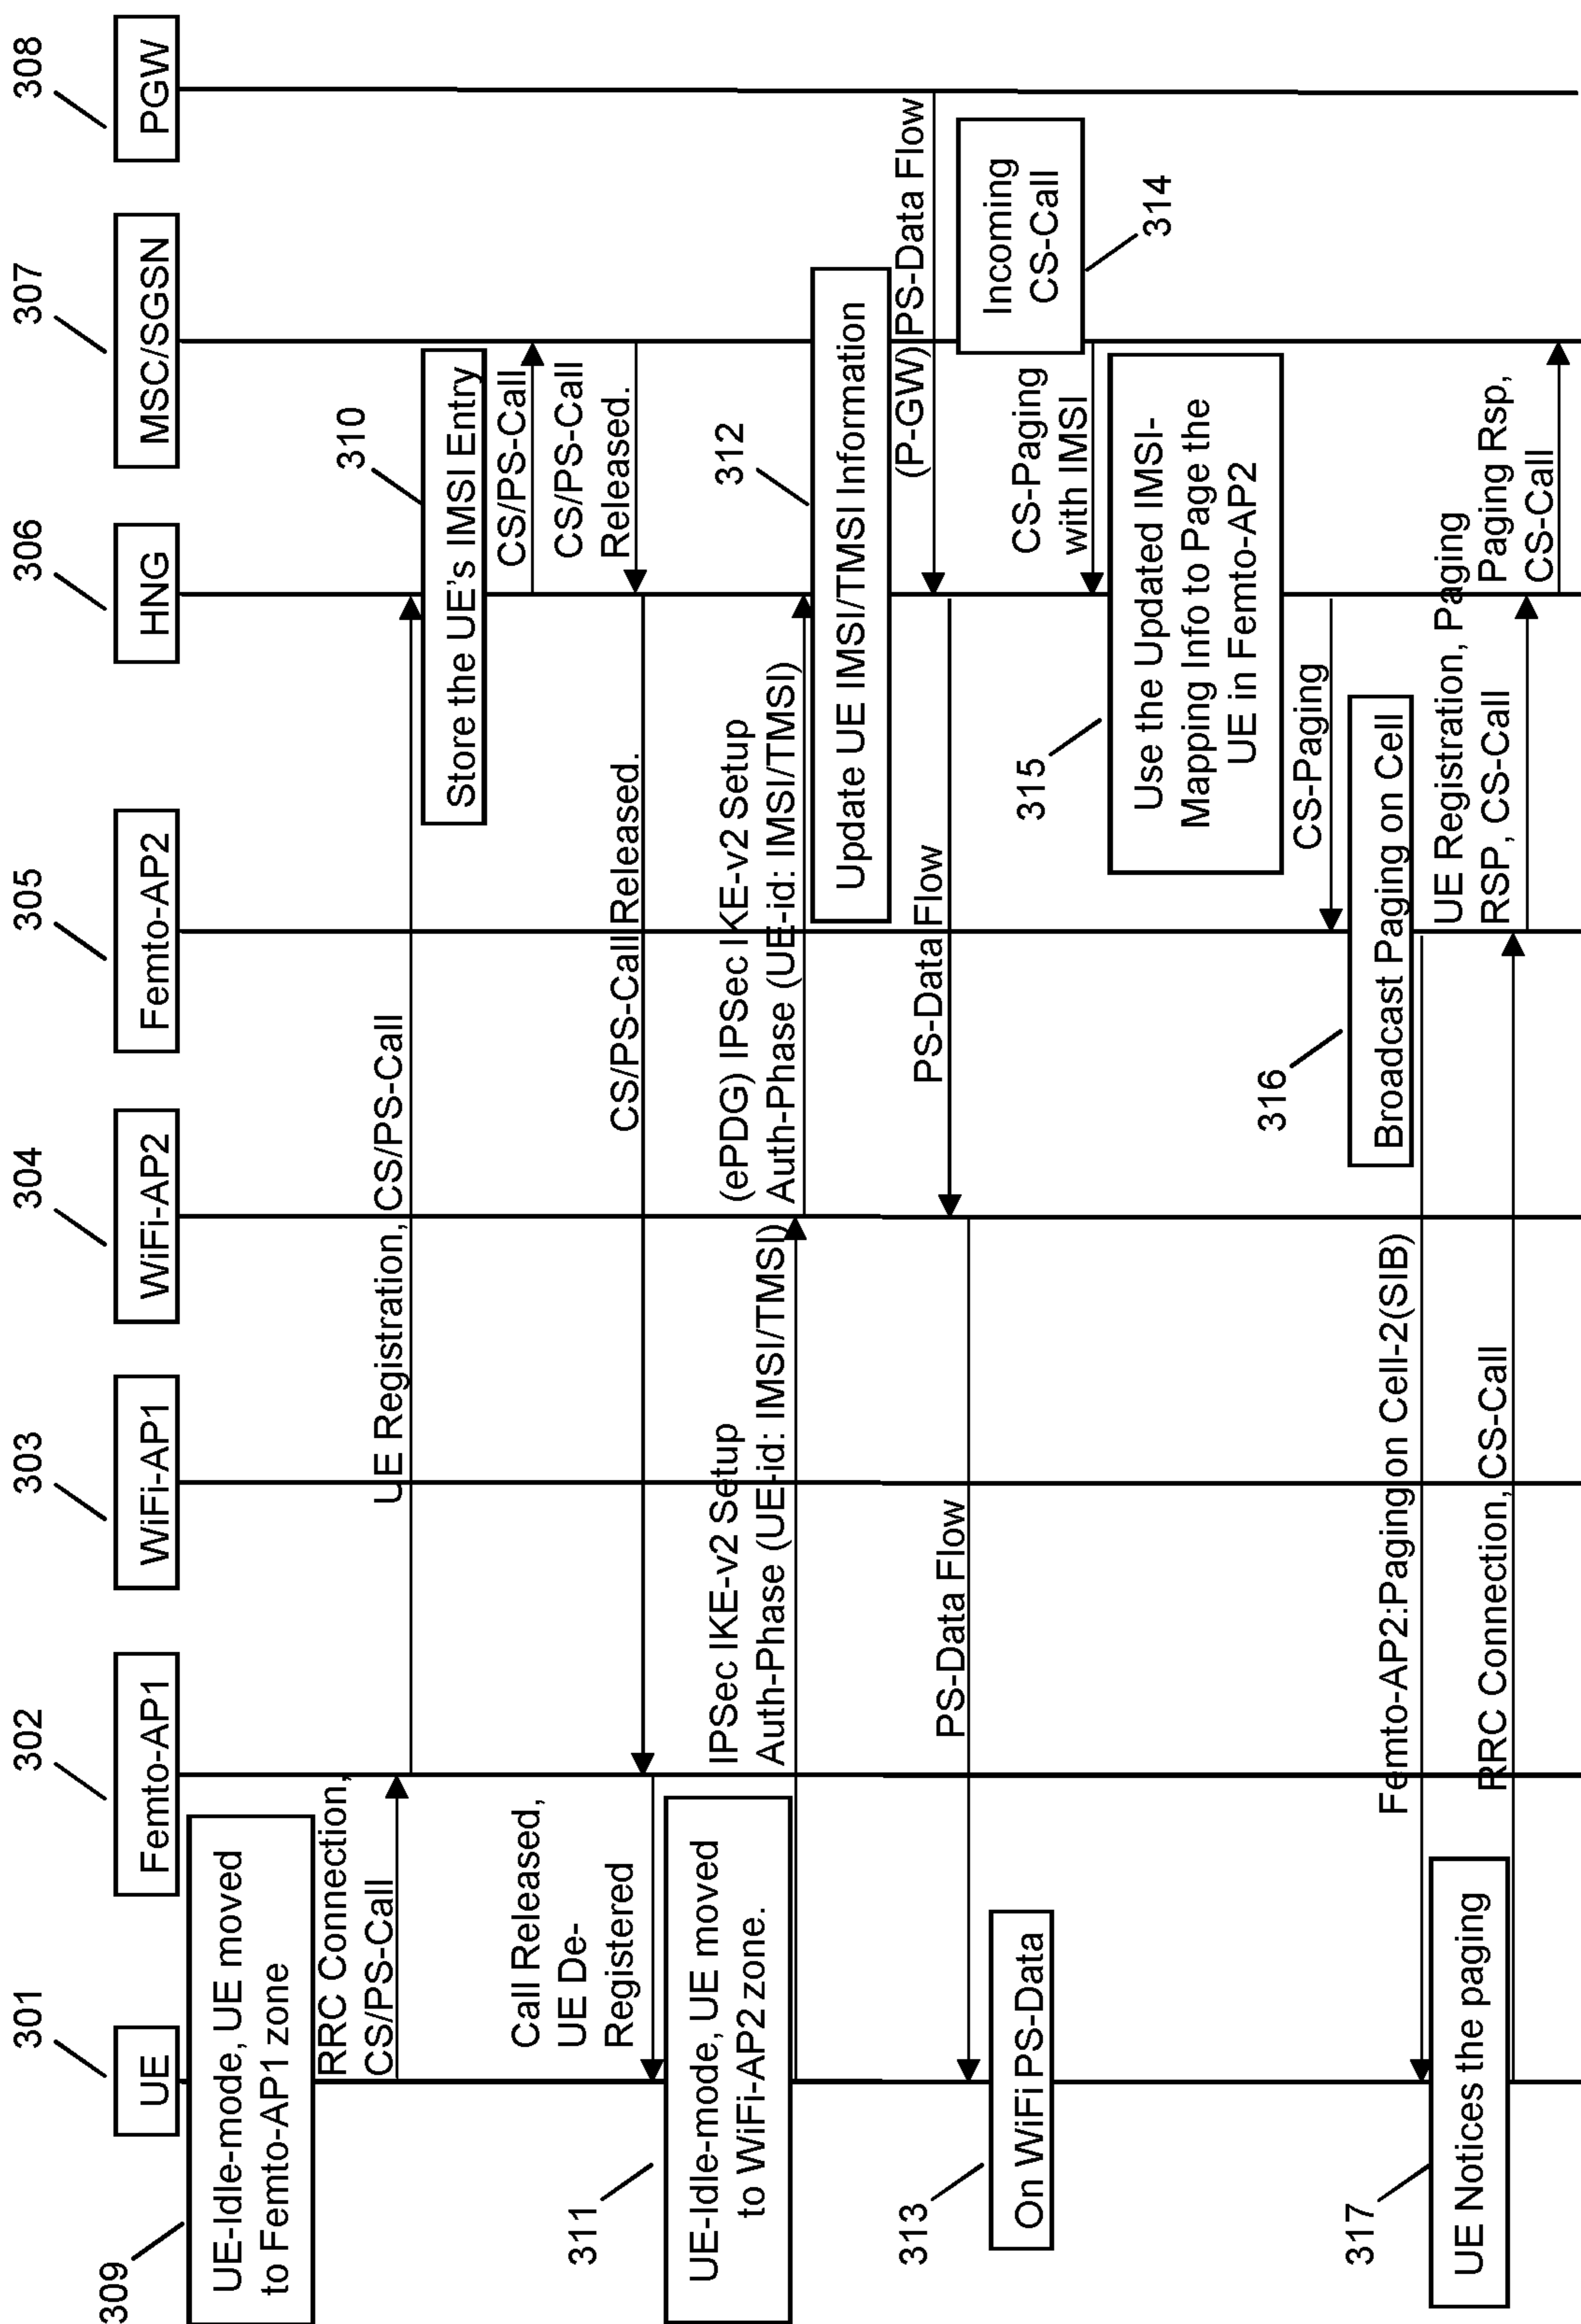 301
302
303
304
305
306
307
308
UE
Femto-AP1
WiFi-AP1
WiFi-AP2
Femto-AP2
HNG
MSC/SGSN
PGW
309
UE-Idle-mode, UE moved
to Femto-AP1 zone
RRC Connection,
CS/PS-Call
UE Registration, CS/PS-Call
310
Store the UE's IMSI Entry
CS/PS-Call
CS/PS-Call
Released.
CS/PS-Call Released.
Call Released,
UE De-
Registered
311
UE-Idle-mode, UE moved
to WiFi-AP2 zone.
IPSec IKE-v2 Setup
Auth-Phase (UE-id: IMSI/TMSI)
(ePDG) IPSec IKE-v2 Setup
Auth-Phase (UE-id: IMSI/TMSI)
312
Update UE IMSI/TMSI Information
(P-GW) PS-Data Flow
PS-Data Flow
PS-Data Flow
313
On WiFi PS-Data
Incoming
CS-Call
314
CS-Paging
with IMSI
315
Use the Updated IMSI-
Mapping Info to Page the
UE in Femto-AP2
CS-Paging
316
Broadcast Paging on Cell
Femto-AP2:Paging on Cell-2(SIB)
317
UE Notices the paging
RRC Connection, CS-Call
UE Registration, Paging
RSP, CS-Call
Paging Rsp,
CS-Call